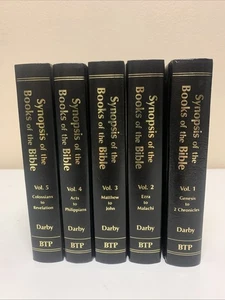 Synopsis of the
Books of the Bible
Vol. 5
Colossians
to
Revelation
Darby
BTP
Synopsis of the
Books of the Bible
Vol. 4
Acts
to
Philippians
Darby
BTP
Synopsis of the
Books of the Bible
Vol. 3
Matthew
to
John
Darby
BTP
Synopsis of the
Books of the Bible
Vol. 2
Ezra
to
Malachi
Darby
BTP
Synopsis of the
Books of the Bible
Vol. 1
Genesis
to
2 Chronicles
Darby
BTP